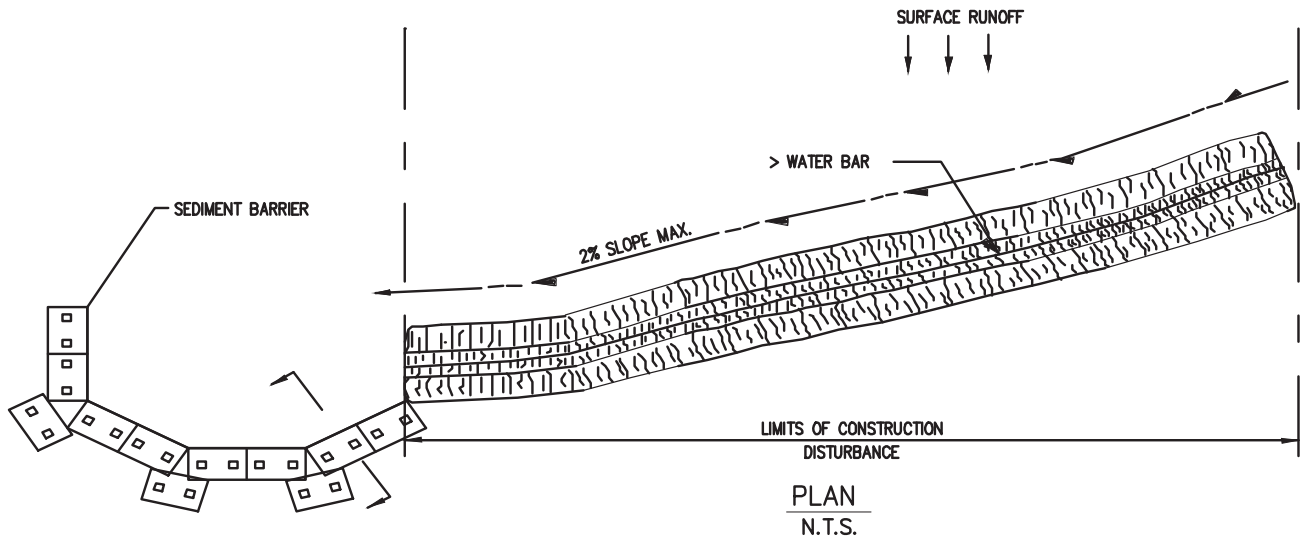 SURFACE RUNOFF
> WATER BAR
SEDIMENT BARRIER
2% SLOPE MAX.
LIMITS OF CONSTRUCTION
DISTURBANCE
PLAN
N.T.S.